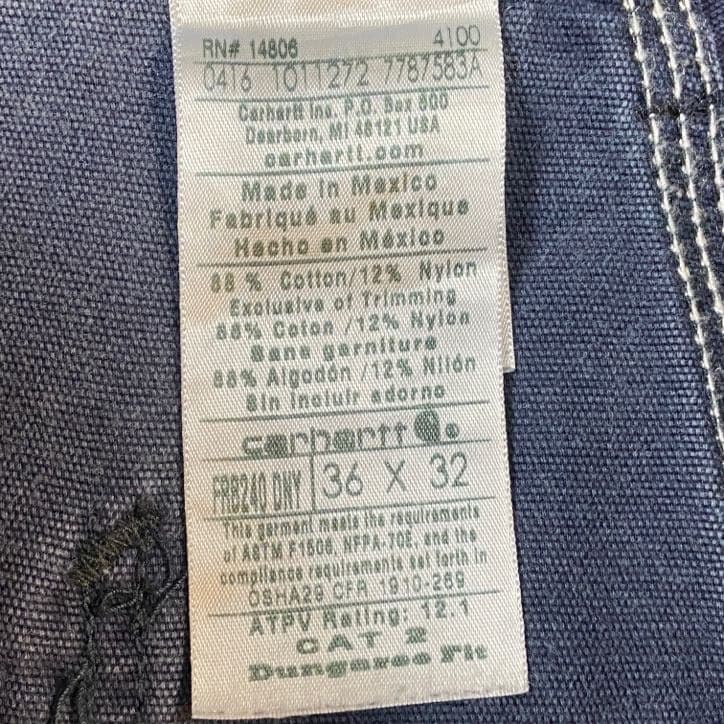 RN# 14806 4100
0416 1011272 7787583A
Carhartt Inc. P.O. Box 600
Dearborn, MI 48121 USA
carhartt.com
Made in Mexico
Fabriqué au Mexique
Hecho en México
88 % Cotton/12% Nylon
Exclusive of Trimming
88% Coton /12% Nylon
Sans garniture
88% Algodón /12% Nilón
Sin incluir adorno
carhartt
FRB240 DNY 36 X 32
This garment meets the requirements
of ASTM F1506, NFPA-70E, and the
compliance requirements set forth in
OSHA29 CFR 1910-269
ATPV Rating: 12.1
CAT 2
Dungaree Fit